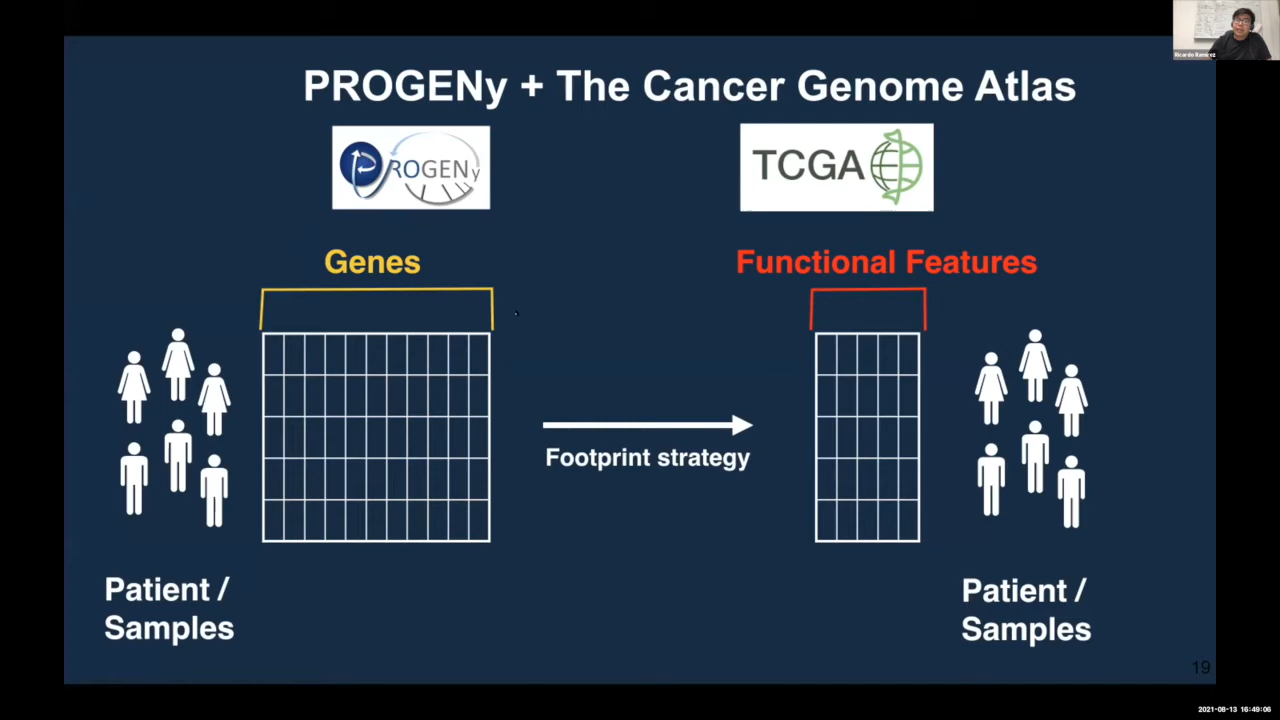 Ricardo Ramirez
PROGENy + The Cancer Genome Atlas
PROGENy
TCGA
Genes
Functional Features
Footprint strategy
Patient /
Samples
Patient /
Samples
19
2021-08-13 16:49:06